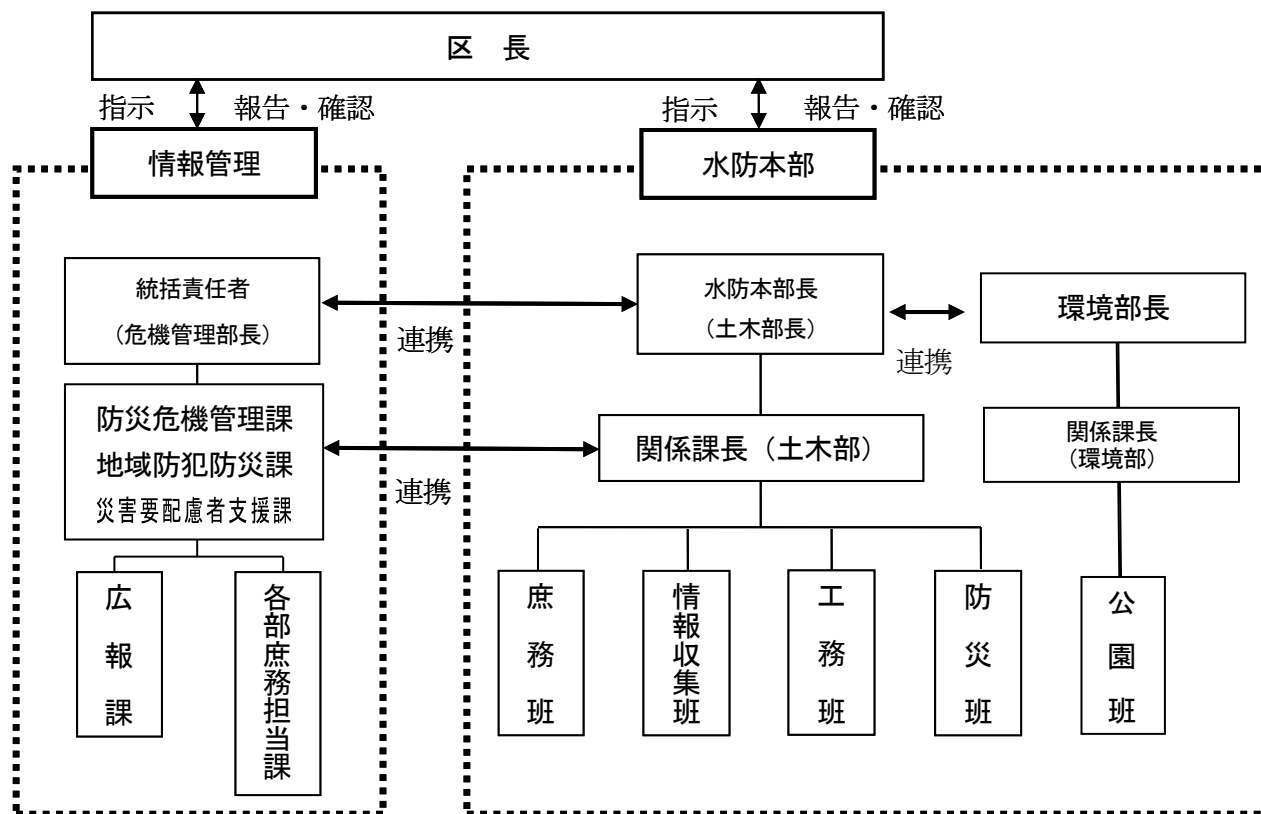 区　長
指示
報告・確認
指示
報告・確認
情報管理
水防本部
統括責任者
（危機管理部長）
連携
水防本部長
（土木部長）
連携
環境部長
防災危機管理課
地域防犯防災課
災害要配慮者支援課
連携
関係課長（土木部）
関係課長
（環境部）
広報課
各部庶務担当課
庶務班
情報収集班
工務班
防災班
公園班